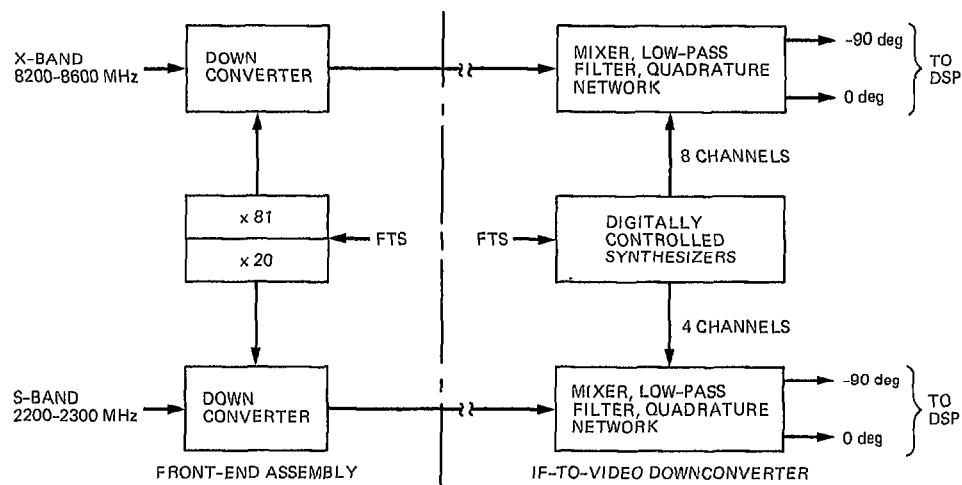 X-BAND
8200-8600 MHz
DOWN
CONVERTER
MIXER, LOW-PASS
FILTER, QUADRATURE
NETWORK
-90 deg
0 deg
TO
DSP
8 CHANNELS
x 81
x 20
FTS
FTS
DIGITALLY
CONTROLLED
SYNTHESIZERS
4 CHANNELS
S-BAND
2200-2300 MHz
DOWN
CONVERTER
MIXER, LOW-PASS
FILTER, QUADRATURE
NETWORK
-90 deg
0 deg
TO
DSP
FRONT-END ASSEMBLY
IF-TO-VIDEO DOWNCONVERTER